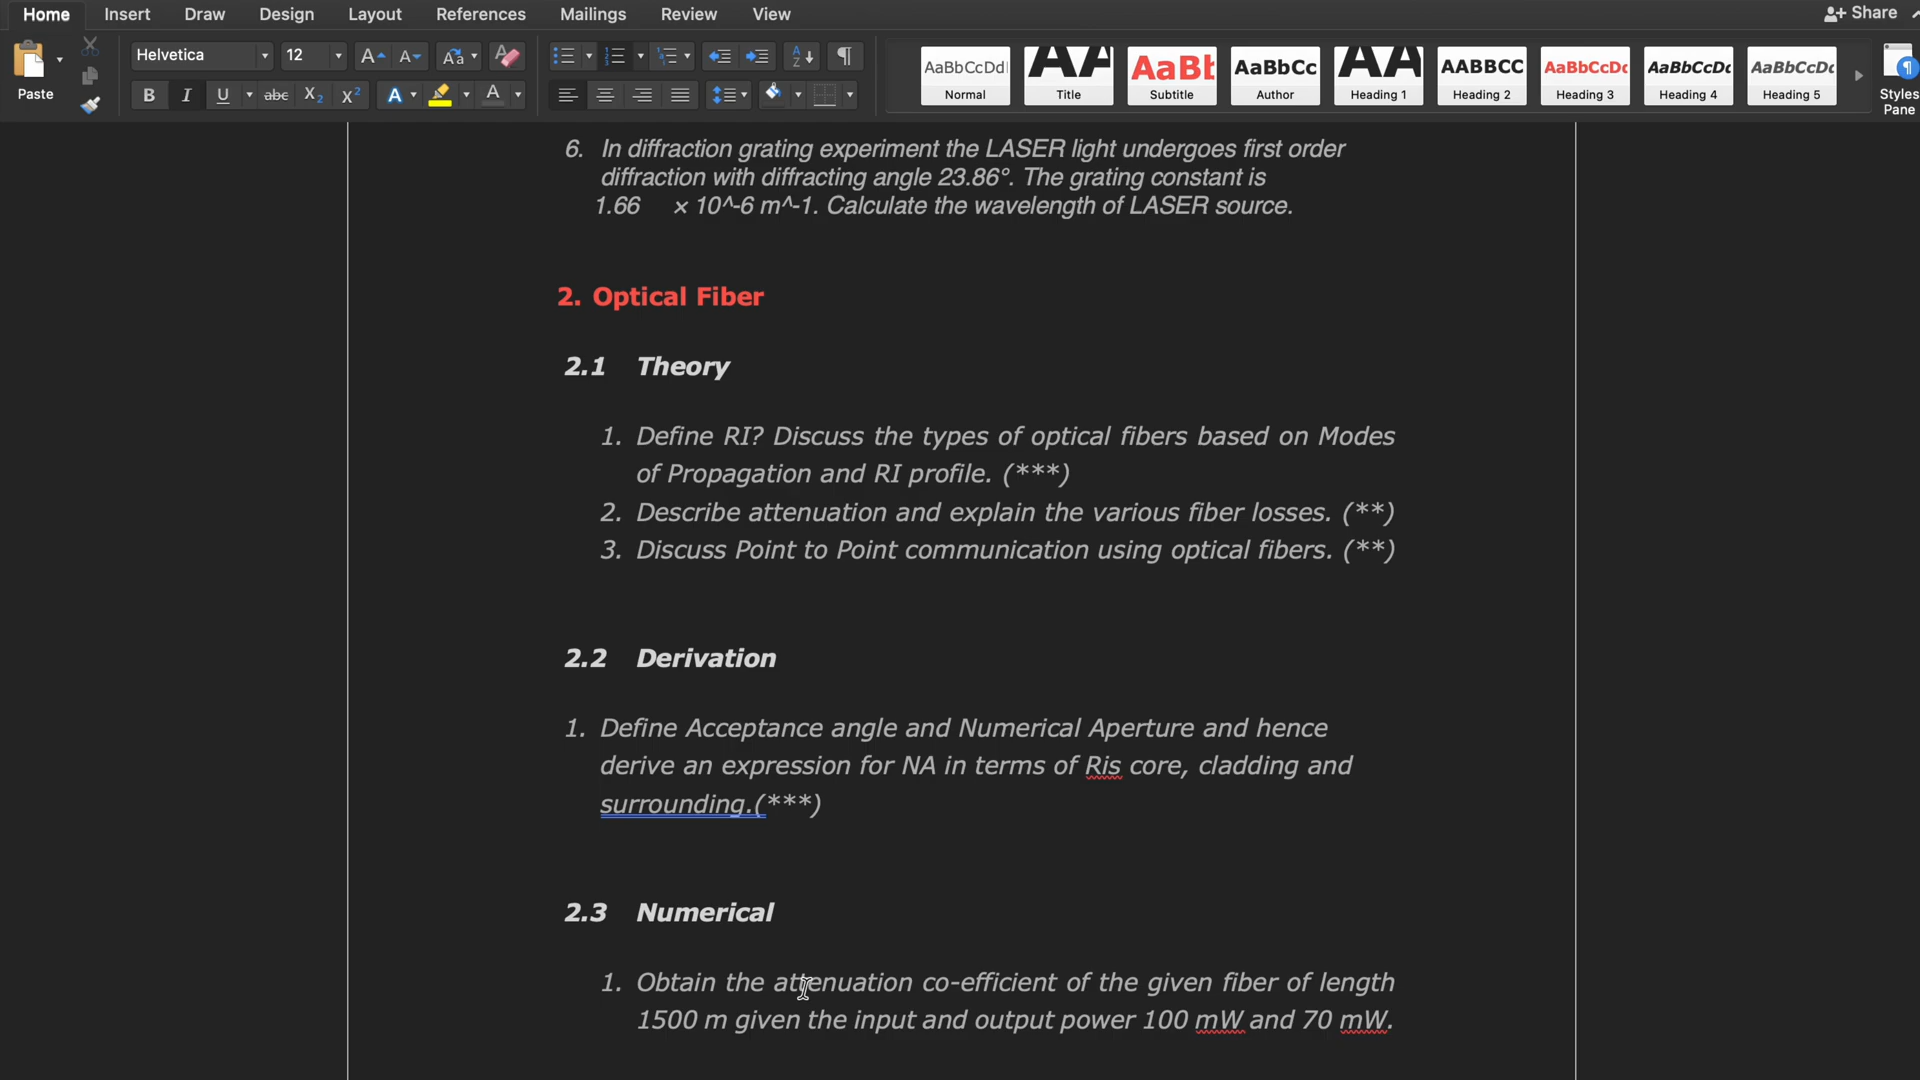 Home Insert Draw Design Layout References Mailings Review View Share
Paste Helvetica 12
AaBbCcDd AA AaBb AaBbCc AA AABBCC AaBbCcDc AaBbCcDc AaBbCcDc
Normal Title Subtitle Author Heading 1 Heading 2 Heading 3 Heading 4 Heading 5
Styles
Pane
6. In diffraction grating experiment the LASER light undergoes first order
diffraction with diffracting angle 23.86°. The grating constant is
1.66 × 10^-6 m^-1. Calculate the wavelength of LASER source.
2. Optical Fiber
2.1 Theory
1. Define RI? Discuss the types of optical fibers based on Modes
of Propagation and RI profile. (***)
2. Describe attenuation and explain the various fiber losses. (**)
3. Discuss Point to Point communication using optical fibers. (**)
2.2 Derivation
1. Define Acceptance angle and Numerical Aperture and hence
derive an expression for NA in terms of Ris core, cladding and
surrounding.(***)
2.3 Numerical
1. Obtain the attenuation co-efficient of the given fiber of length
1500 m given the input and output power 100 mW and 70 mW.